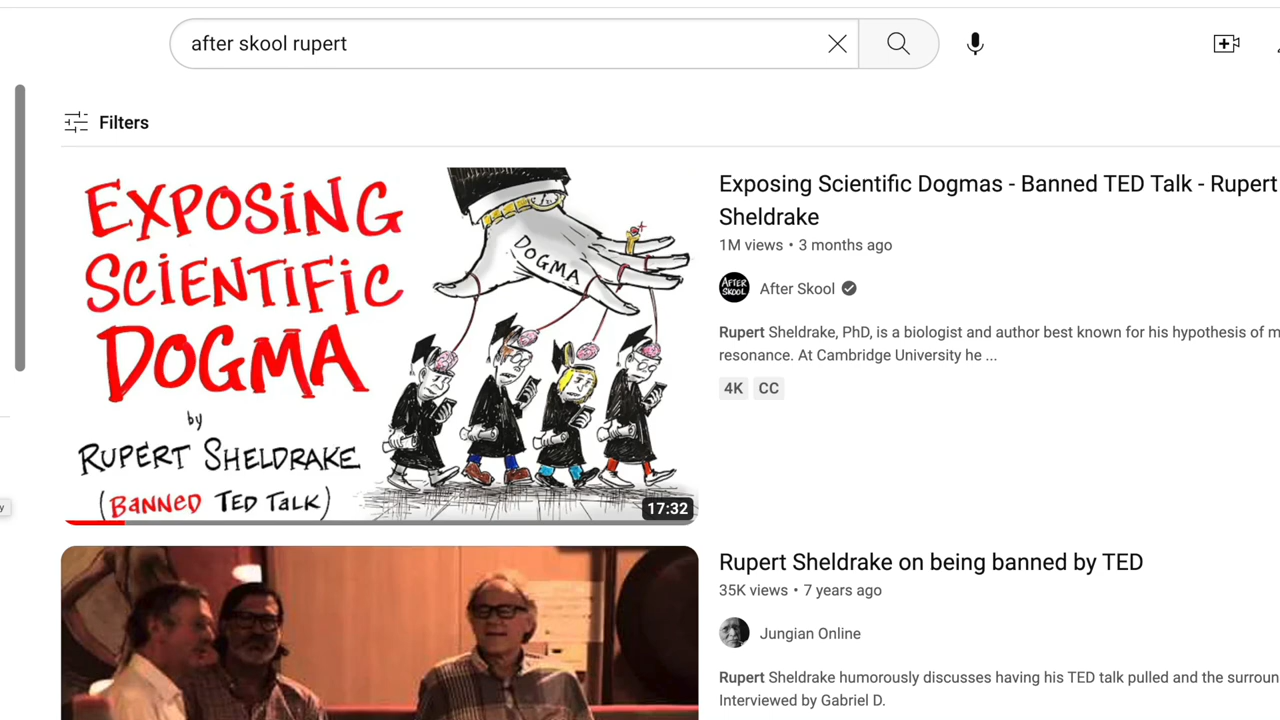 after skool rupert
Filters
EXPOSING
SCIENTIFIC
DOGMA
by
RUPERT SHELDRAKE
(BANNED TED TALK)
DOGMA
17:32
Exposing Scientific Dogmas - Banned TED Talk - Rupert
Sheldrake
1M views • 3 months ago
AFTER
SKOOL
After Skool
Rupert Sheldrake, PhD, is a biologist and author best known for his hypothesis of m
resonance. At Cambridge University he ...
4K CC
y
Rupert Sheldrake on being banned by TED
35K views • 7 years ago
Jungian Online
Rupert Sheldrake humorously discusses having his TED talk pulled and the surroun
Interviewed by Gabriel D.